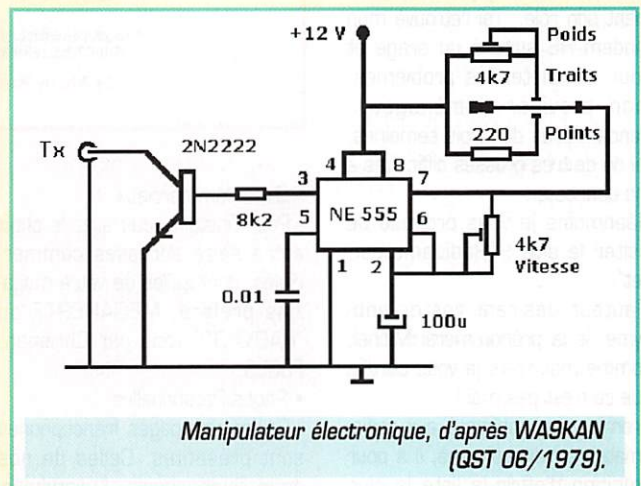 +12 V
Poids
4k7
Traits
Points
220
Tx
2N2222
8k2
3
4
8
7
5
NE 555
6
1
2
4k7
Vitesse
0.01
100u
Manipulateur électronique, d'après WA9KAN
(QST 06/1979).